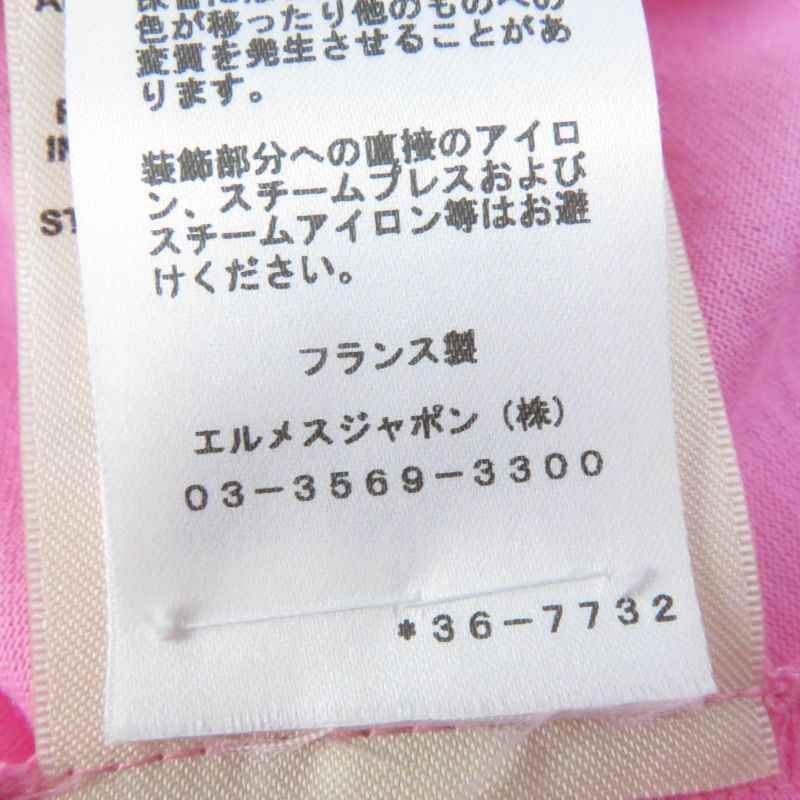 色が移ったり他のものへの
変質を発生させることがあ
ります。
装飾部分への直接のアイロ
ン、スチームプレスおよび
スチームアイロン等はお避
けください。
フランス製
エルメスジャポン（株）
03-3569-3300
*36-7732